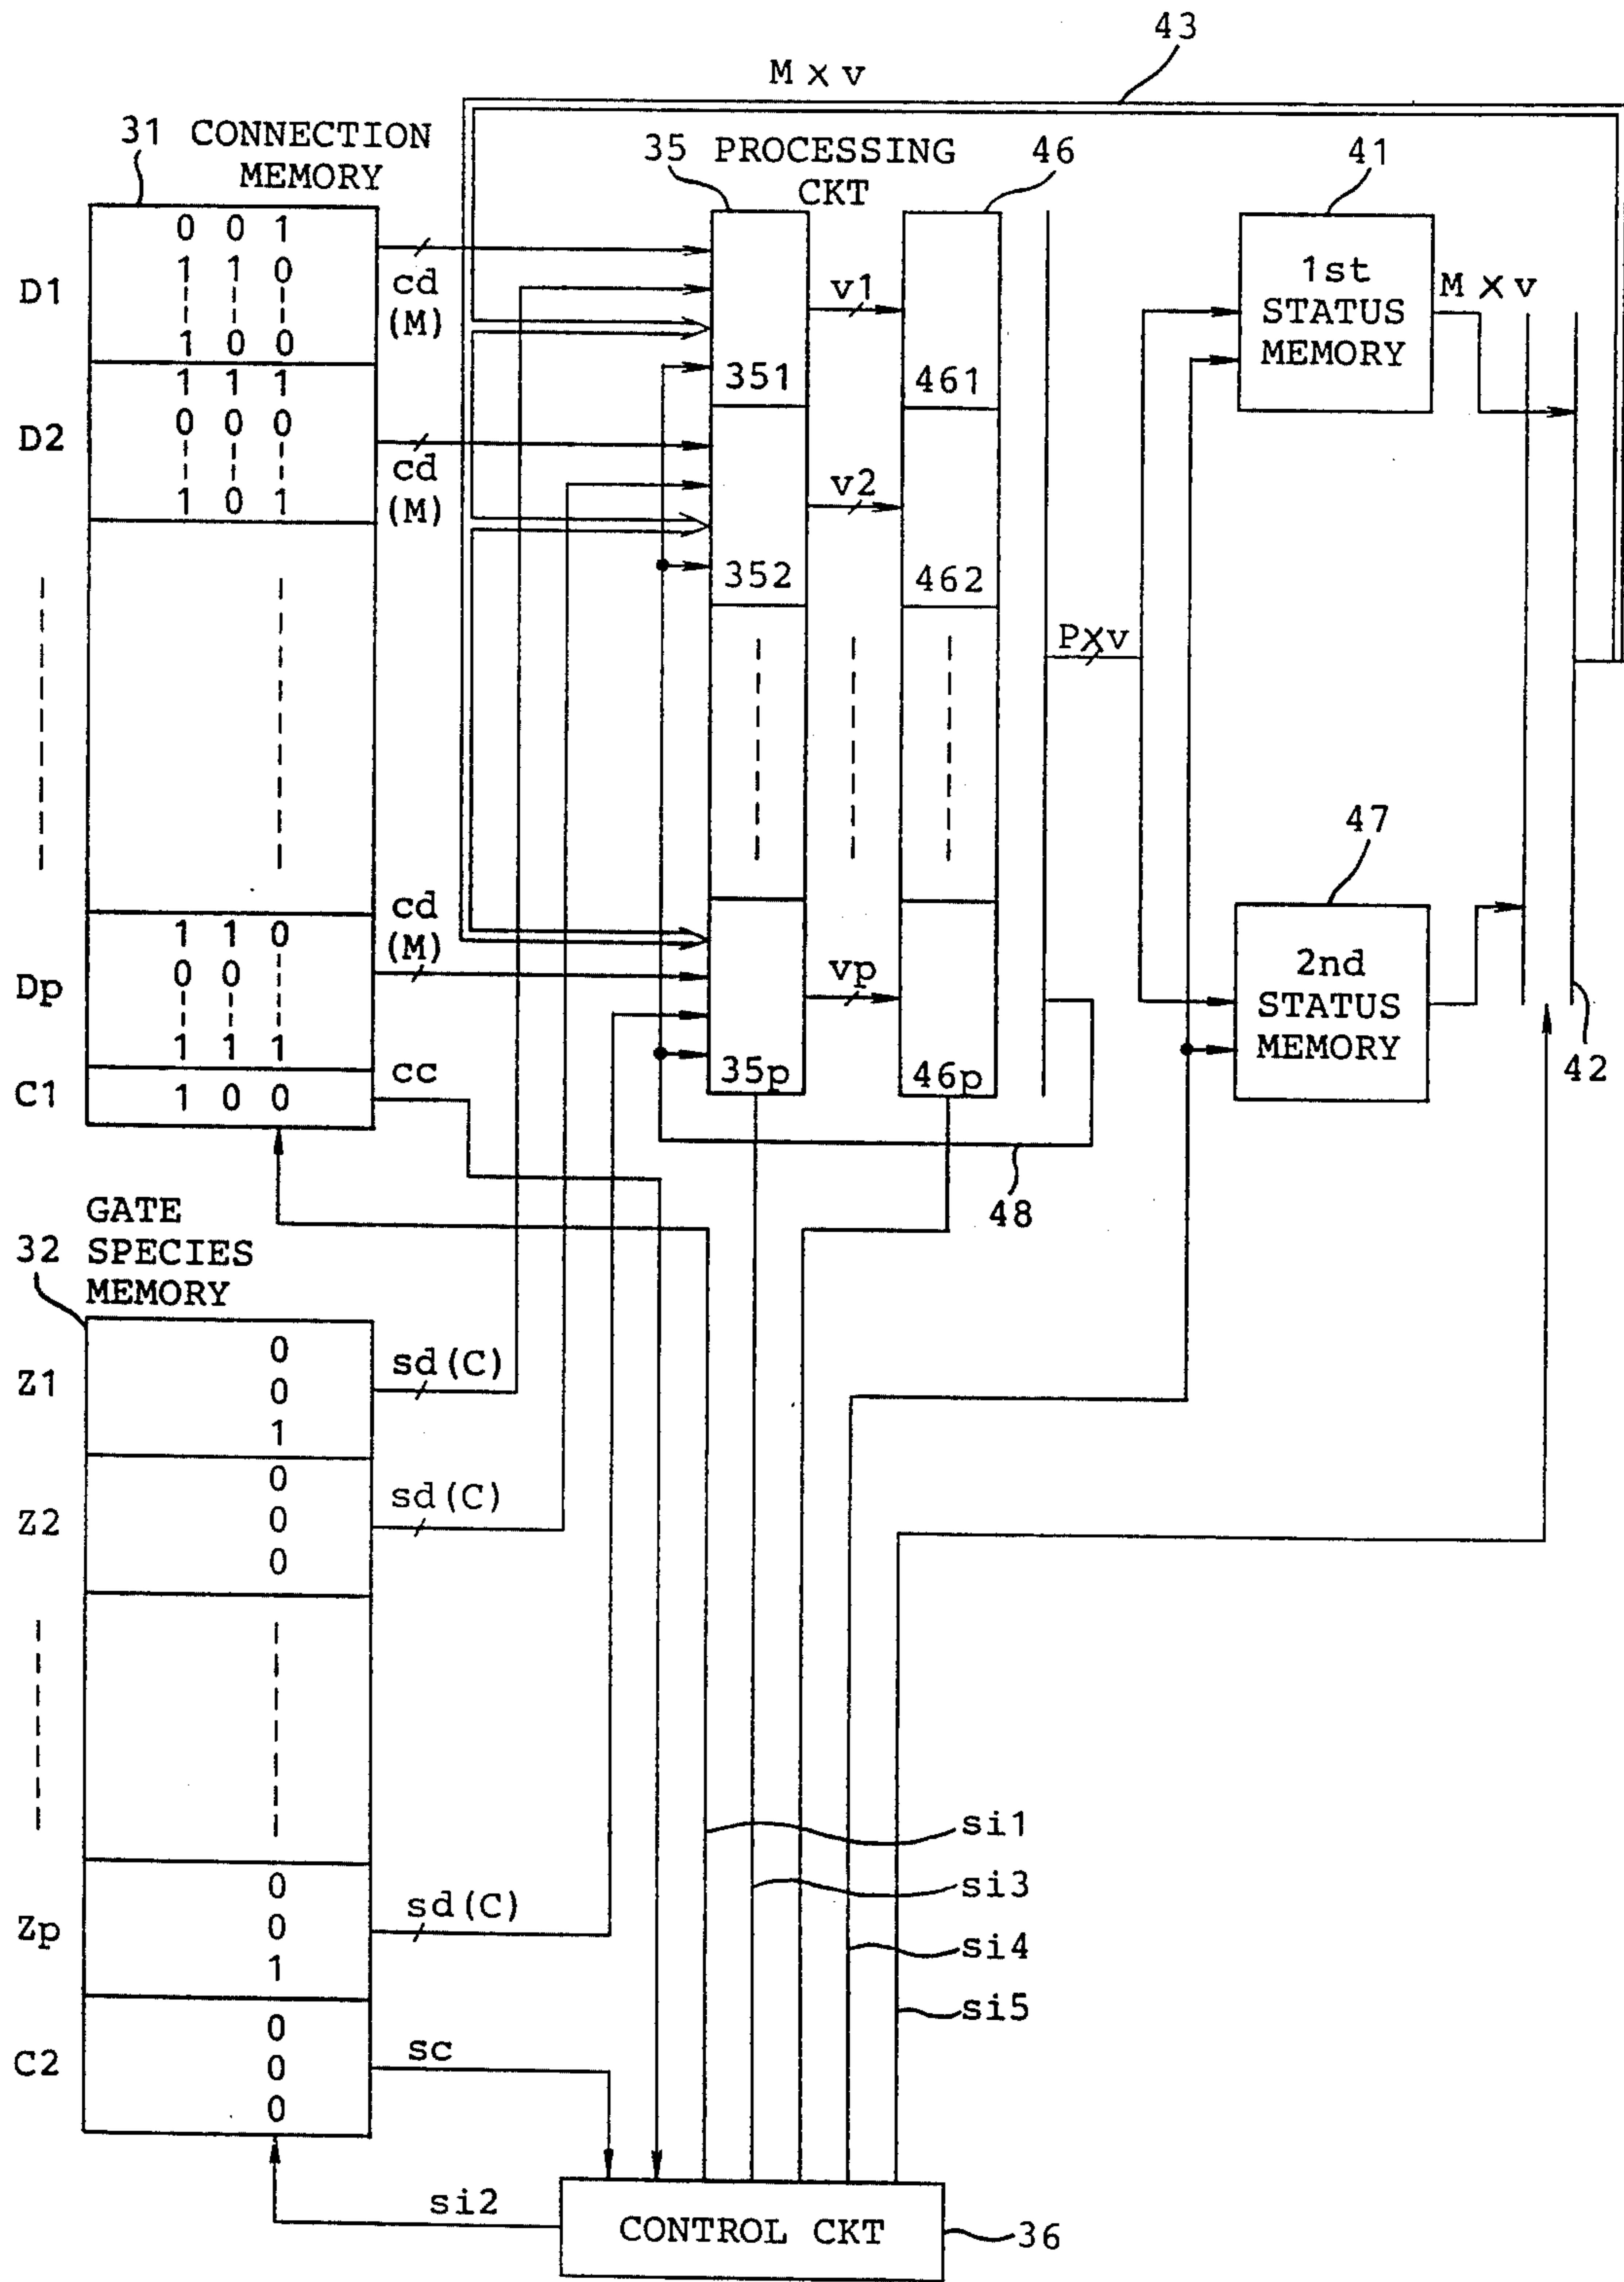 43
M x v
31 CONNECTION
MEMORY
35 PROCESSING
CKT
46
41
D1
0 0 1
1 1 0
1 0 0
cd
(M)
351
v1
461
1st
STATUS
MEMORY
M x v
D2
1 1 1
0 0 0
1 0 1
cd
(M)
352
v2
462
Pxv
47
Dp
1 1 0
0 0
1 1 1
cd
(M)
35p
vp
46p
2nd
STATUS
MEMORY
42
C1
1 0 0
cc
48
32
GATE
SPECIES
MEMORY
Z1
0
0
1
sd(C)
Z2
0
0
0
sd(C)
si1
si3
Zp
0
0
1
sd(C)
si4
si5
C2
0
0
0
sc
si2
CONTROL CKT
36